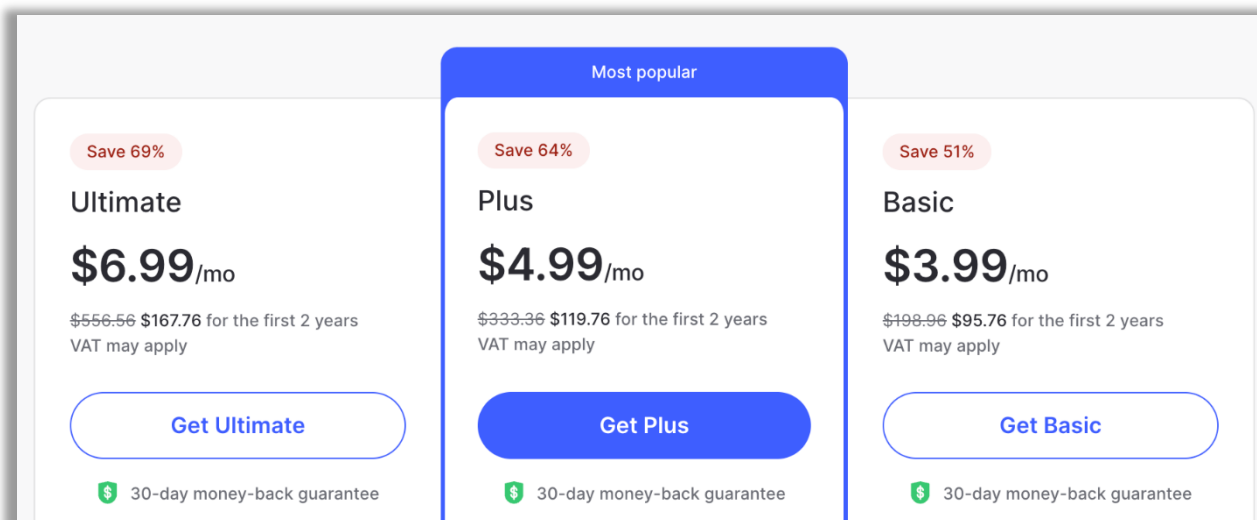 Most popular
Save 69%
Ultimate
$6.99/mo
$556.56 $167.76 for the first 2 years
VAT may apply
Get Ultimate
30-day money-back guarantee
Save 64%
Plus
$4.99/mo
$333.36 $119.76 for the first 2 years
VAT may apply
Get Plus
30-day money-back guarantee
Save 51%
Basic
$3.99/mo
$198.96 $95.76 for the first 2 years
VAT may apply
Get Basic
30-day money-back guarantee